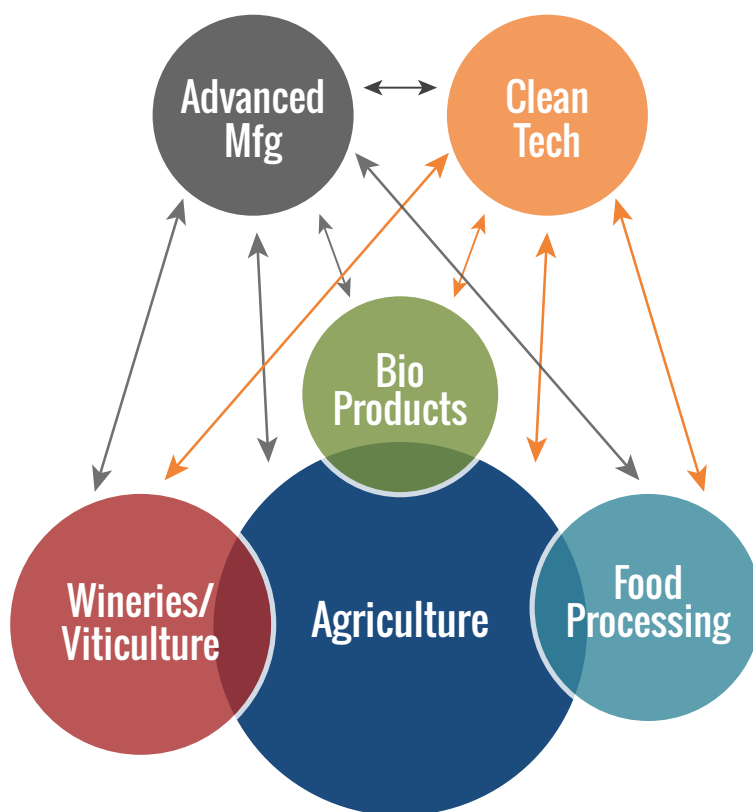 Advanced
Mfg
Clean
Tech
Bio
Products
Wineries/
Viticulture
Agriculture
Food
Processing